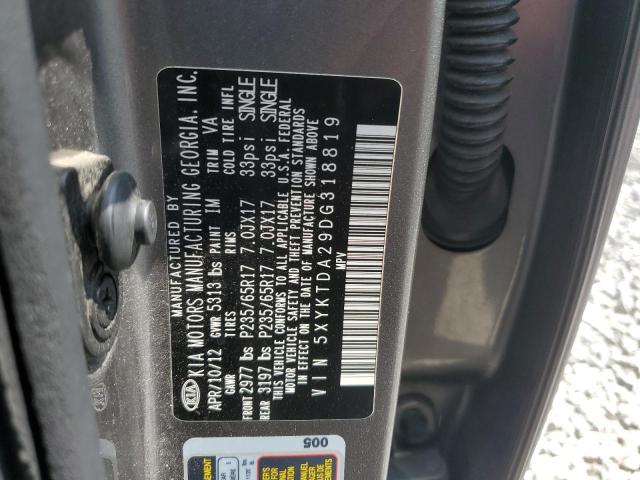 MANUFACTURED BY
KIA KIA MOTORS MANUFACTURING GEORGIA. INC.
APR/10/12 GVWR 5313 lbs PAINT IM TRIM VA
GAWR TIRES RIMS COLD TIRE INFL
FRONT 2977 lbs P235/65R17 7.0JX17 33psi SINGLE
REAR 3197 lbs P235/65R17 7.0JX17 33psi SINGLE
THIS VEHICLE CONFORMS TO ALL APPLICABLE U.S.A. FEDERAL
MOTOR VEHICLE SAFETY AND THEFT PREVENTION STANDARDS
IN EFFECT ON THE DATE OF MANUFACTURE SHOWN ABOVE
VIN 5XYKTDA29DG318819
MPV
005